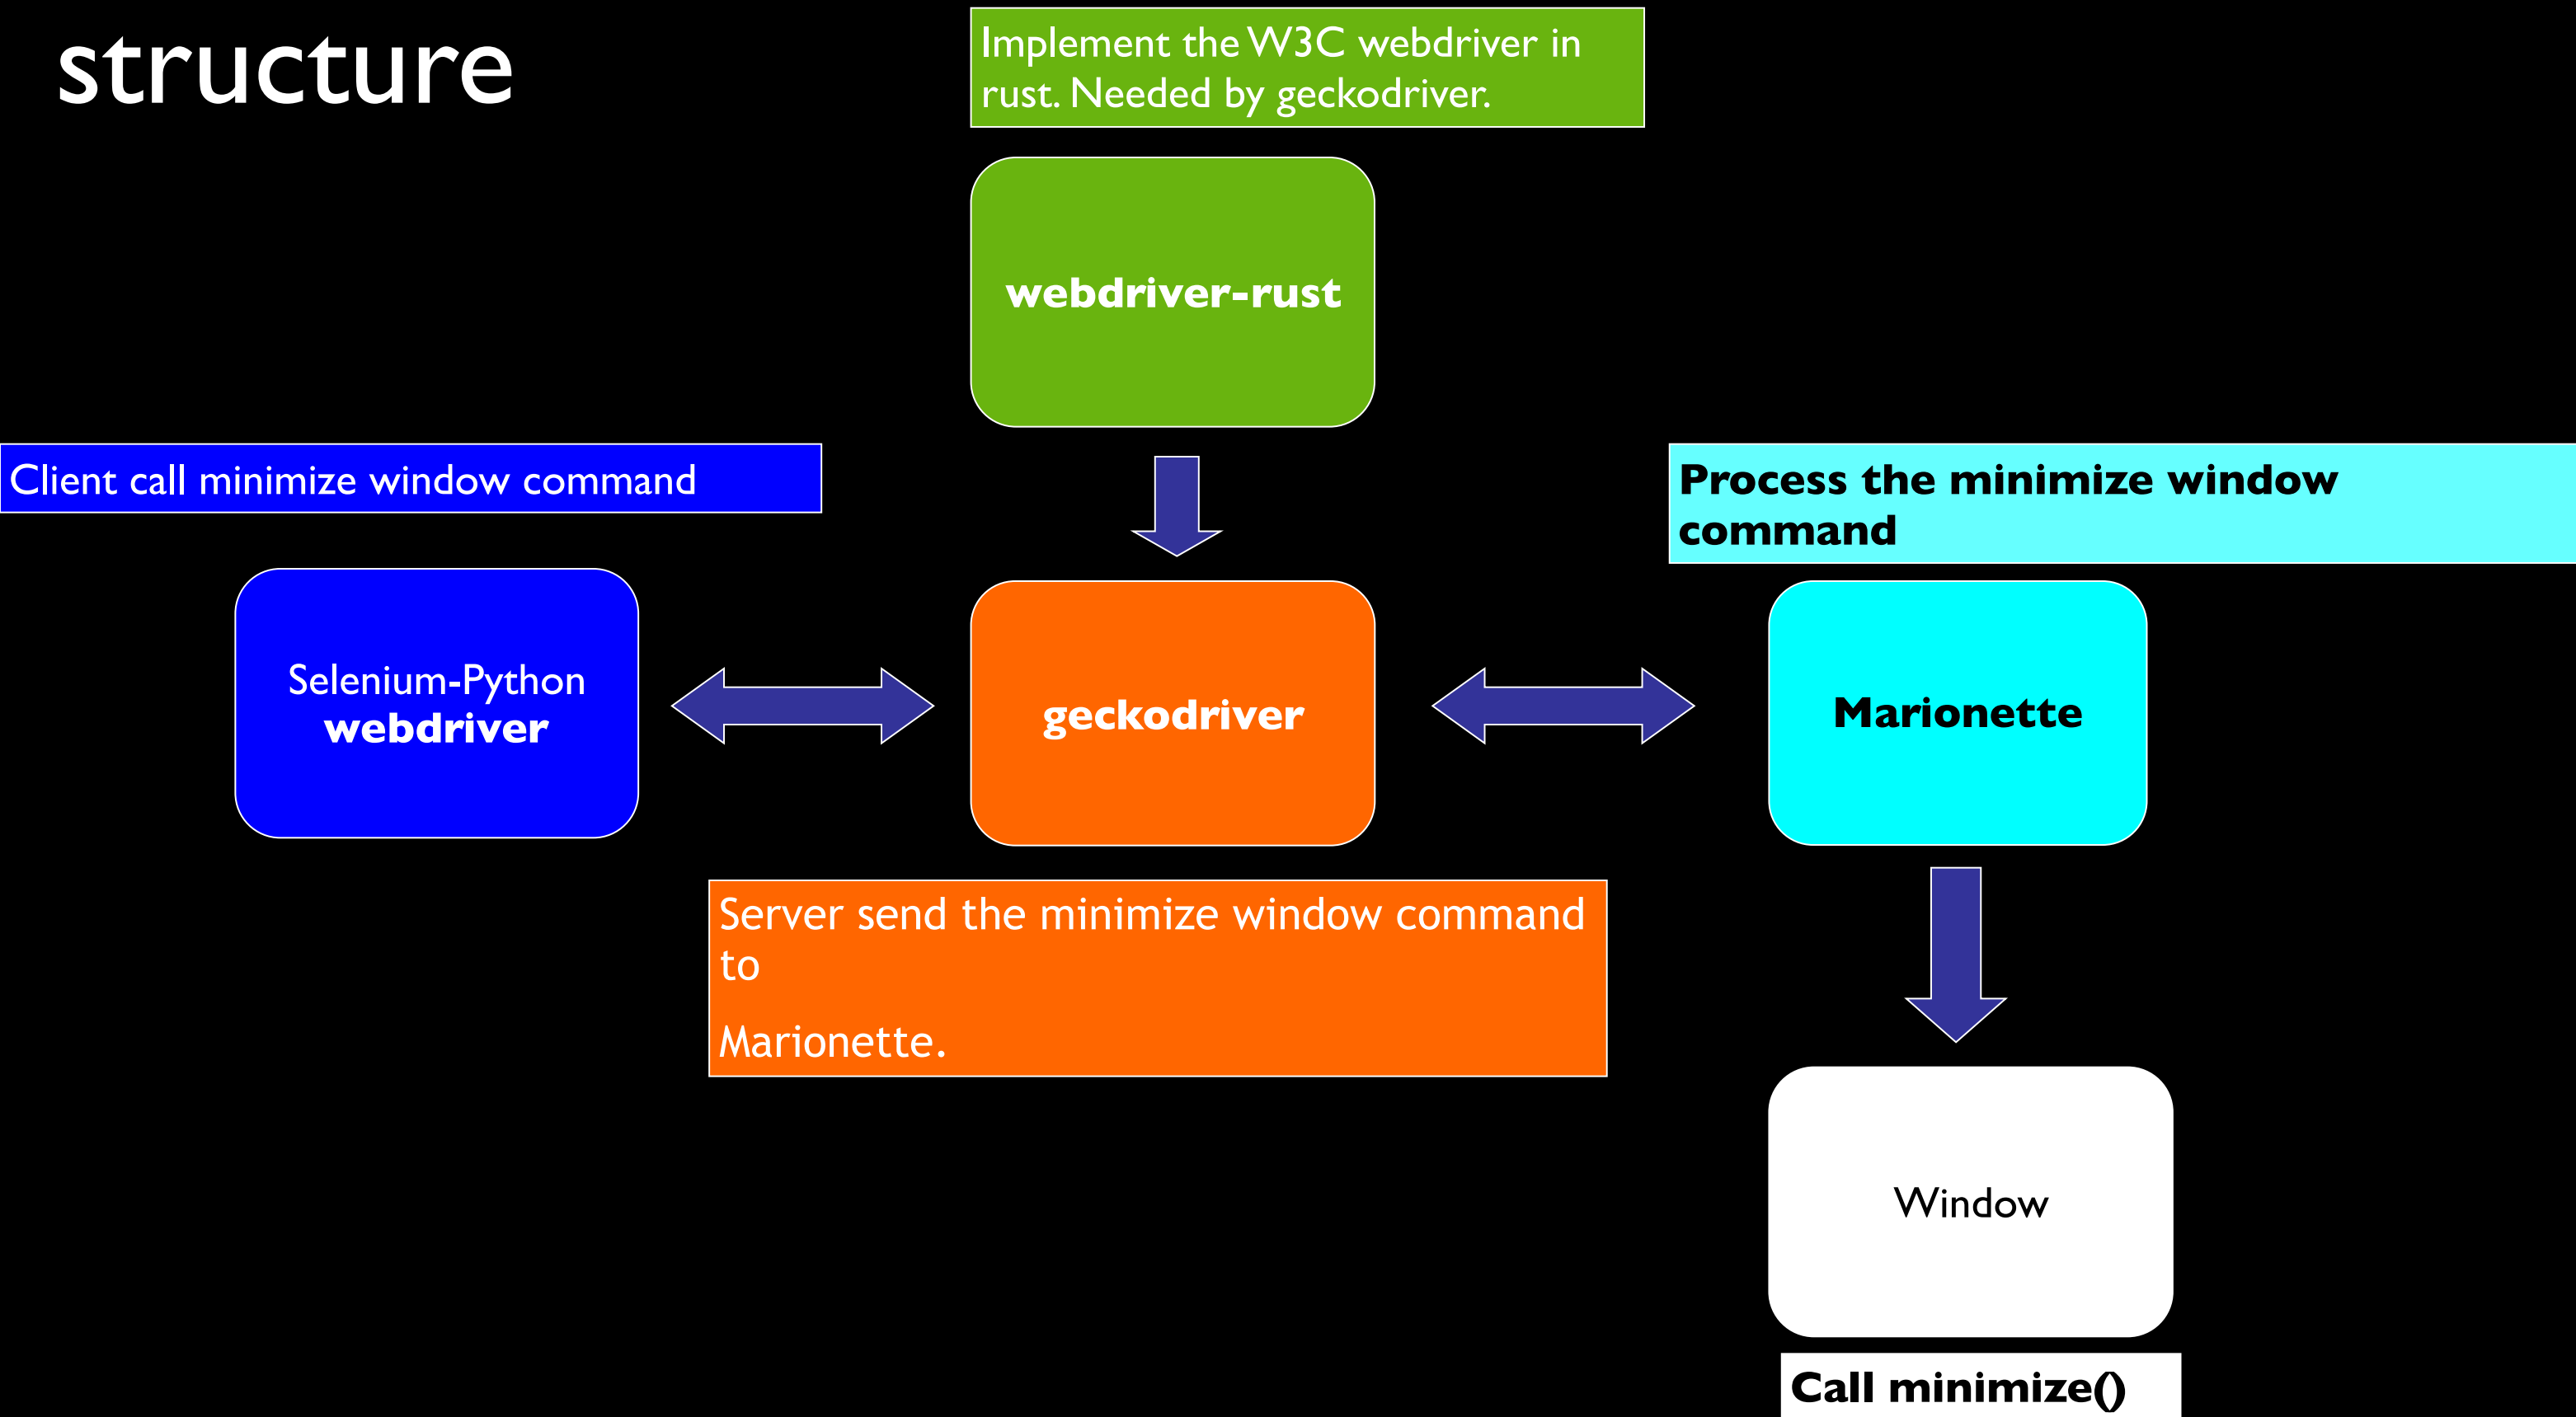 structure
Implement the W3C webdriver in
rust. Needed by geckodriver.
webdriver-rust
Client call minimize window command
Process the minimize window
command
Selenium-Python
webdriver
geckodriver
Marionette
Server send the minimize window command
to
Marionette.
Window
Call minimize()